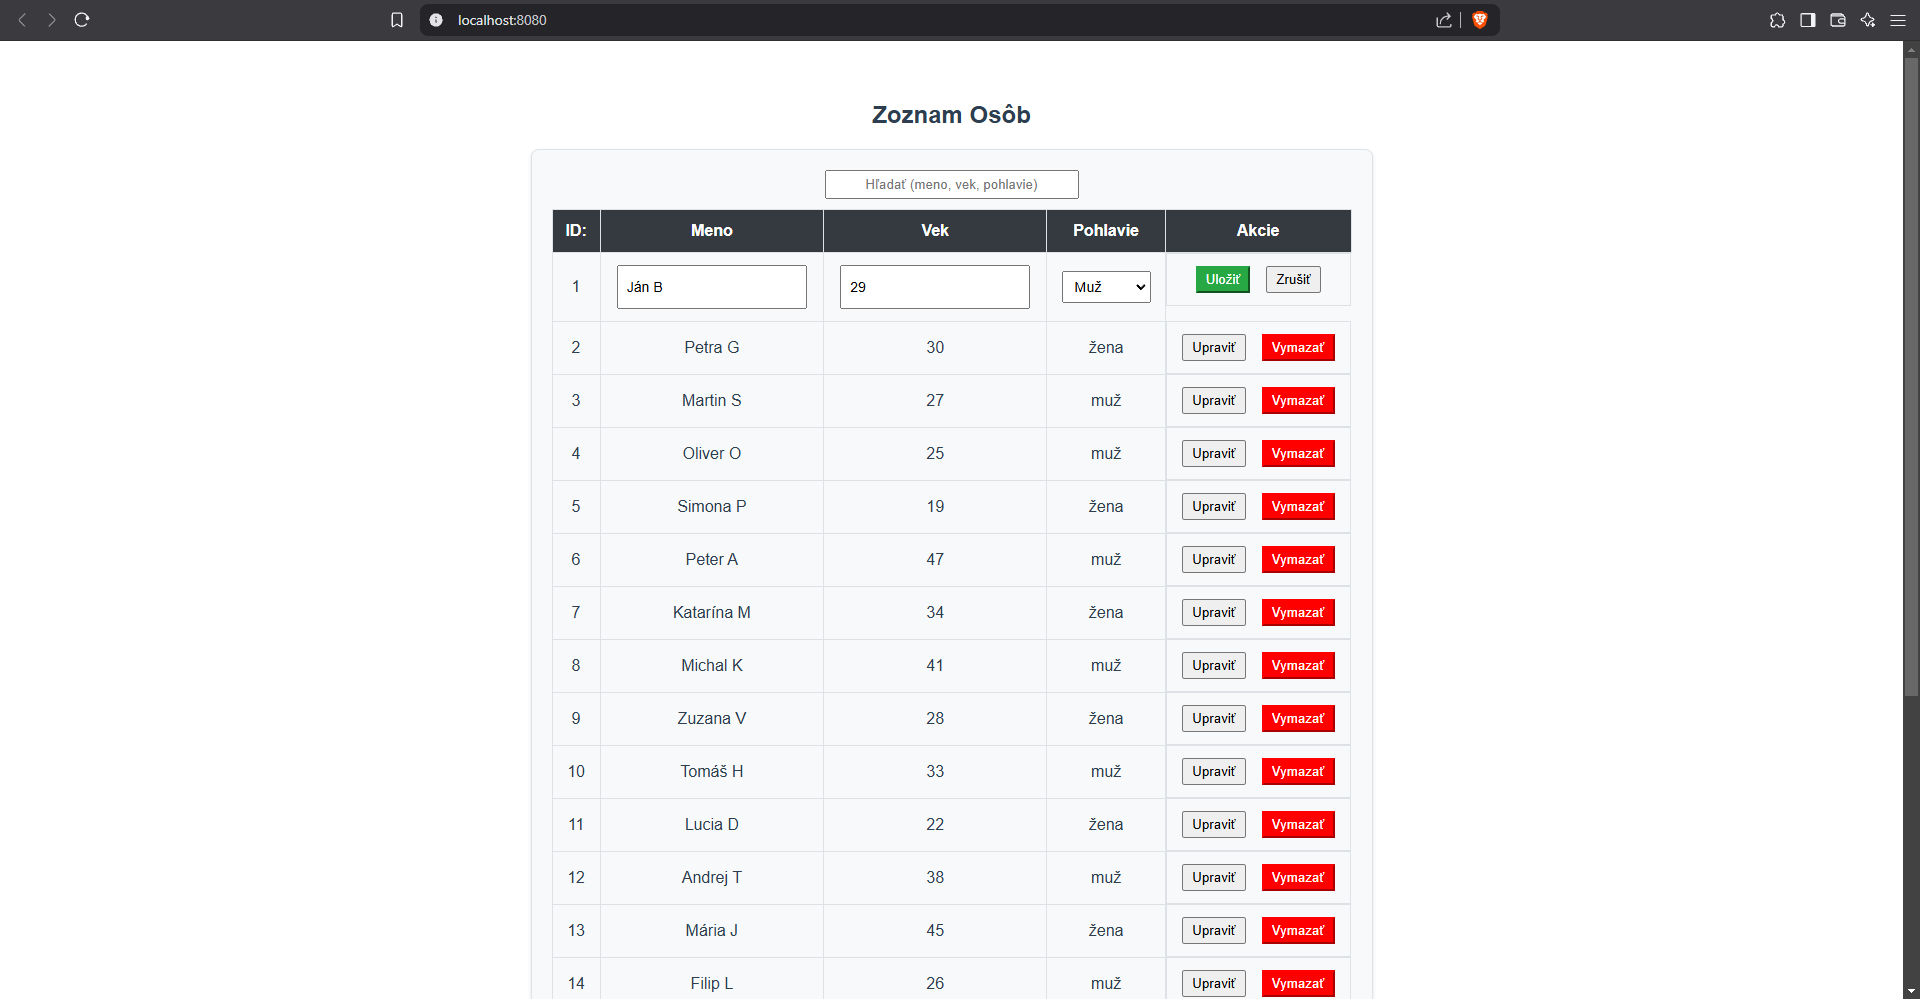 localhost:8080
Zoznam Osôb
Hľadať (meno, vek, pohlavie)
ID: Meno Vek Pohlavie Akcie
1 Ján B 29 Muž Uložiť Zrušiť
2 Petra G 30 žena Upraviť Vymazať
3 Martin S 27 muž Upraviť Vymazať
4 Oliver O 25 muž Upraviť Vymazať
5 Simona P 19 žena Upraviť Vymazať
6 Peter A 47 muž Upraviť Vymazať
7 Katarína M 34 žena Upraviť Vymazať
8 Michal K 41 muž Upraviť Vymazať
9 Zuzana V 28 žena Upraviť Vymazať
10 Tomáš H 33 muž Upraviť Vymazať
11 Lucia D 22 žena Upraviť Vymazať
12 Andrej T 38 muž Upraviť Vymazať
13 Mária J 45 žena Upraviť Vymazať
14 Filip L 26 muž Upraviť Vymazať